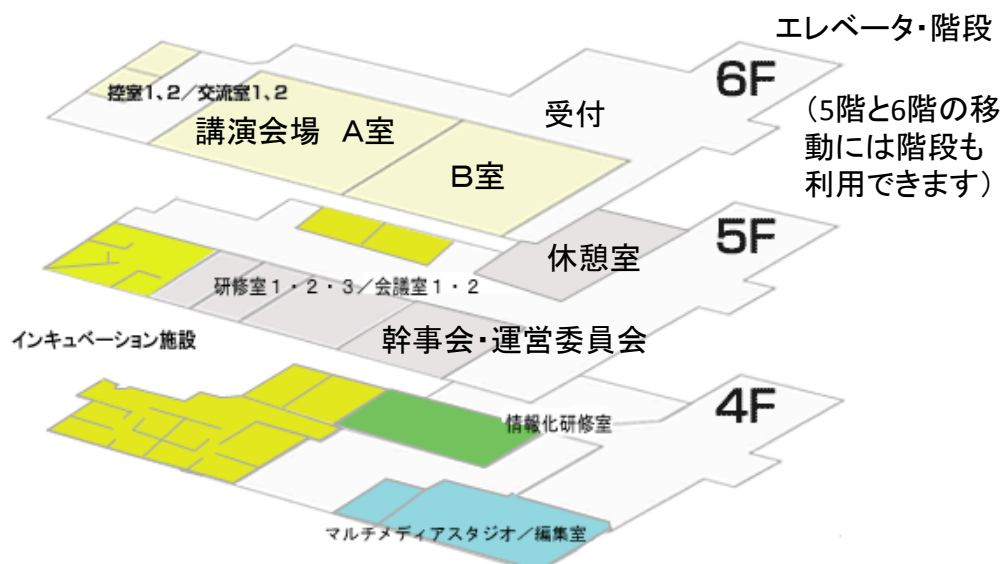 エレベータ・階段
6F
(5階と6階の移
動には階段も
利用できます)
控室1、2／交流室1、2
受付
講演会場　A室
B室
5F
休憩室
研修室1・2・3／会議室1・2
幹事会・運営委員会
インキュベーション施設
4F
情報化研修室
マルチメディアスタジオ／編集室